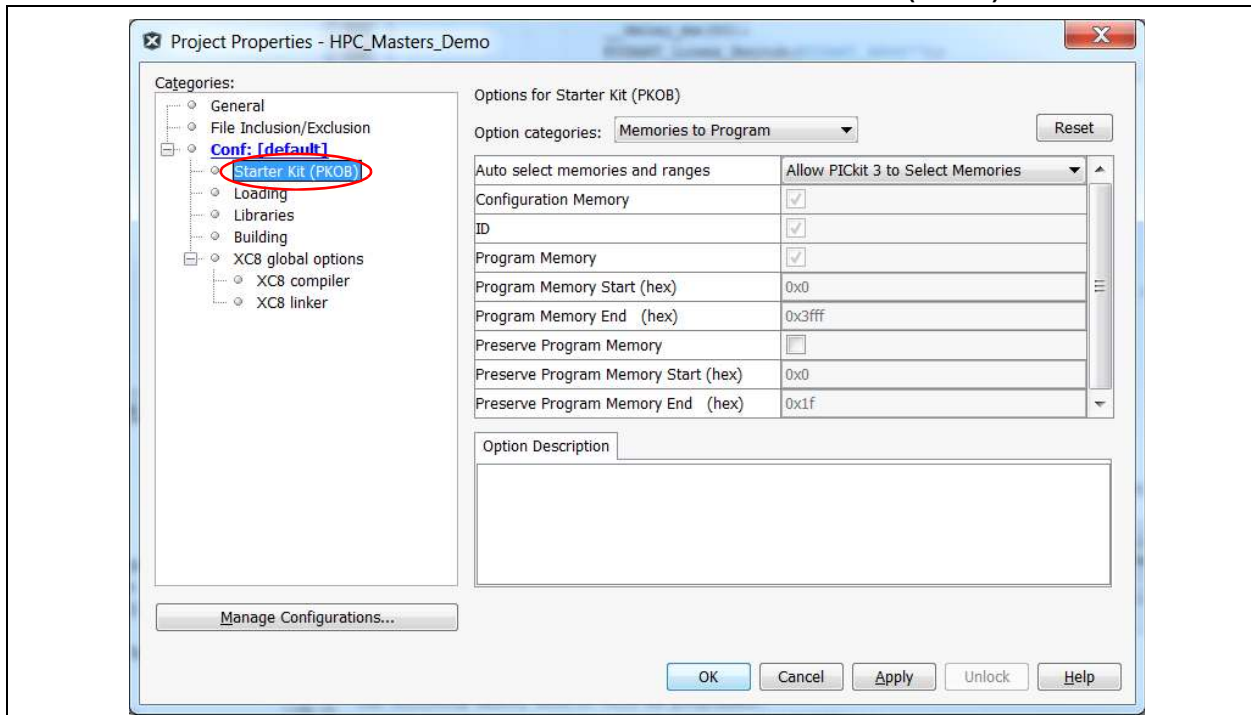 Project Properties - HPC_Masters_Demo
Categories:
General
File Inclusion/Exclusion
Conf: [default]
Starter Kit (PKOB)
Loading
Libraries
Building
XC8 global options
XC8 compiler
XC8 linker
Manage Configurations...
Options for Starter Kit (PKOB)
Option categories: Memories to Program Reset
Auto select memories and ranges Allow PICkit 3 to Select Memories
Configuration Memory
ID
Program Memory
Program Memory Start (hex) 0x0
Program Memory End (hex) 0x3fff
Preserve Program Memory
Preserve Program Memory Start (hex) 0x0
Preserve Program Memory End (hex) 0x1f
Option Description
OK Cancel Apply Unlock Help